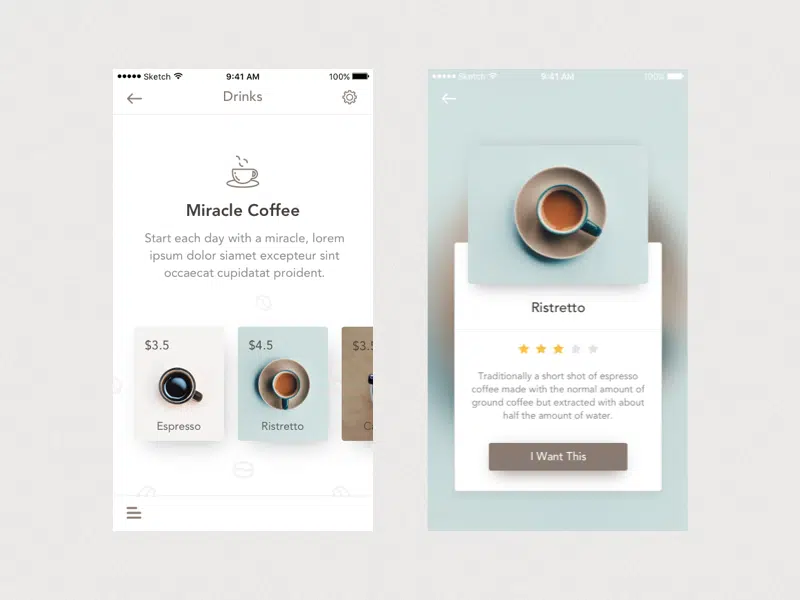 Sketch 9:41 AM 100%
Drinks
Miracle Coffee
Start each day with a miracle, lorem
ipsum dolor siamet excepteur sint
occaecat cupidatat proident.
$3.5
Espresso
$4.5
Ristretto
$3.5
Sketch 9:41 AM 100%
Ristretto
Traditionally a short shot of espresso
coffee made with the normal amount of
ground coffee but extracted with about
half the amount of water.
I Want This